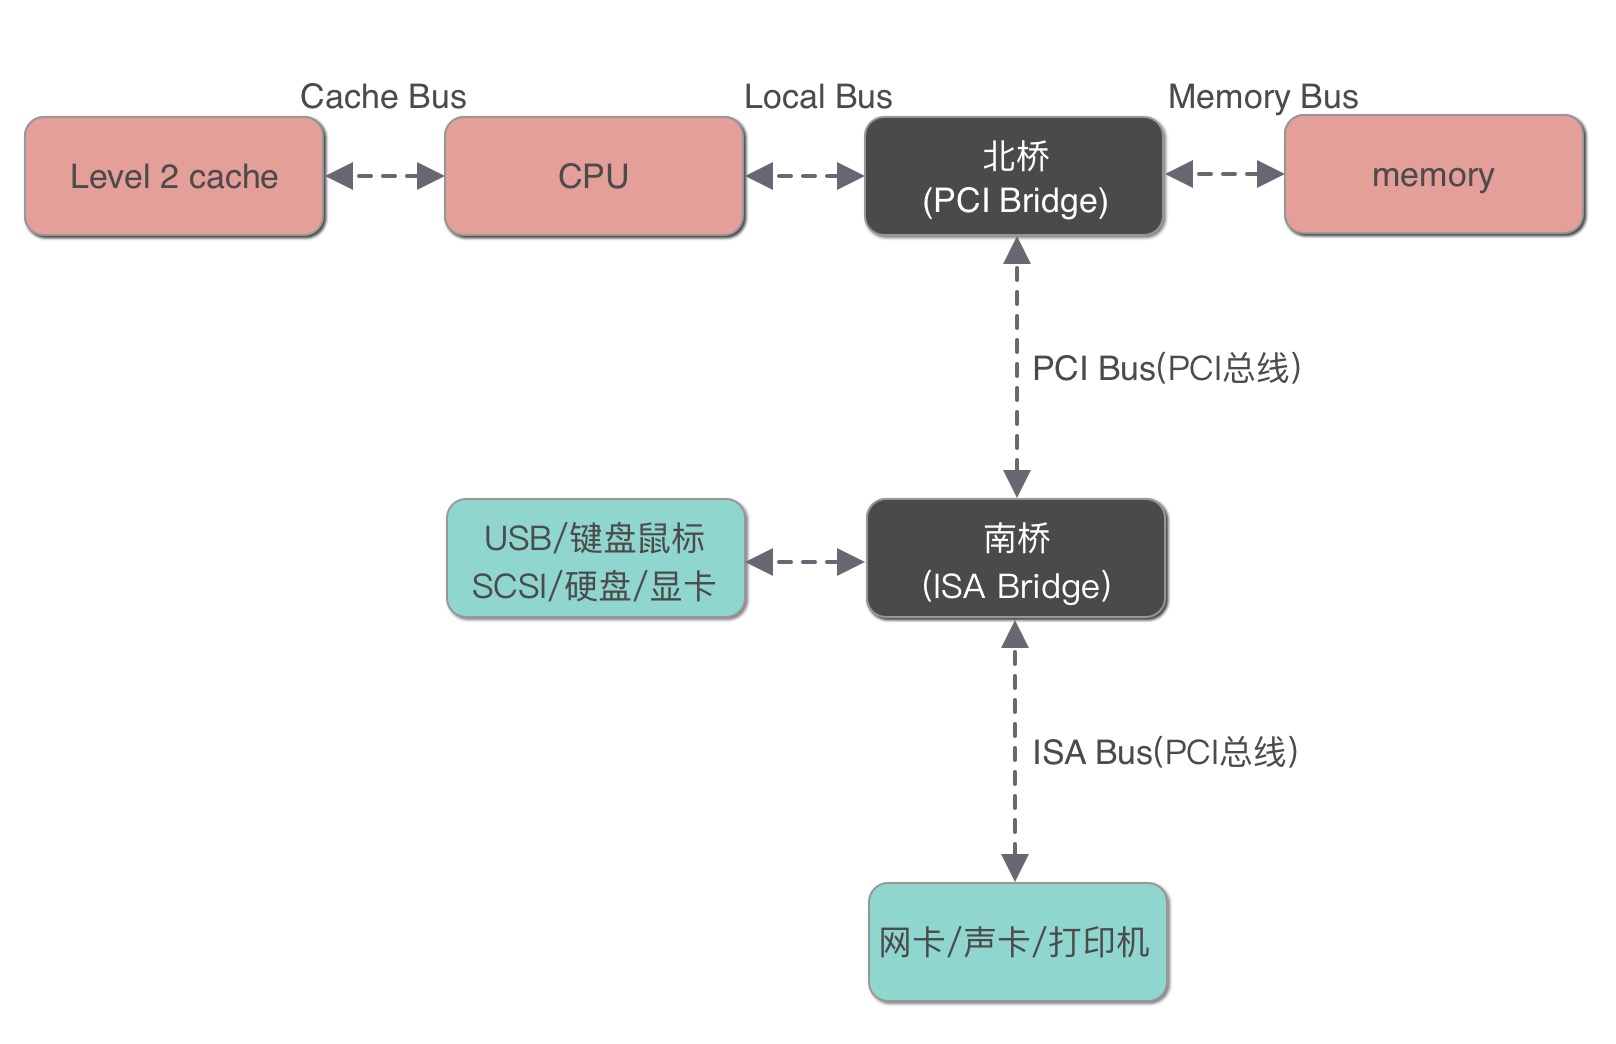 Cache Bus
Local Bus
Memory Bus
Level 2 cache
CPU
北桥
(PCI Bridge)
memory
PCI Bus(PCI总线)
USB/键盘鼠标
SCSI/硬盘/显卡
南桥
(ISA Bridge)
ISA Bus(PCI总线)
网卡/声卡/打印机